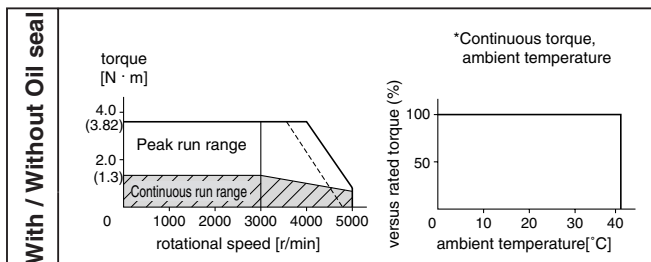 With / Without Oil seal
torque
[N · m]
4.0
(3.82)
Peak run range
2.0
(1.3)
Continuous run range
0 1000 2000 3000 4000 5000
rotational speed [r/min]
*Continuous torque,
ambient temperature
versus rated torque (%)
100
50
0 10 20 30 40
ambient temperature[˚C]